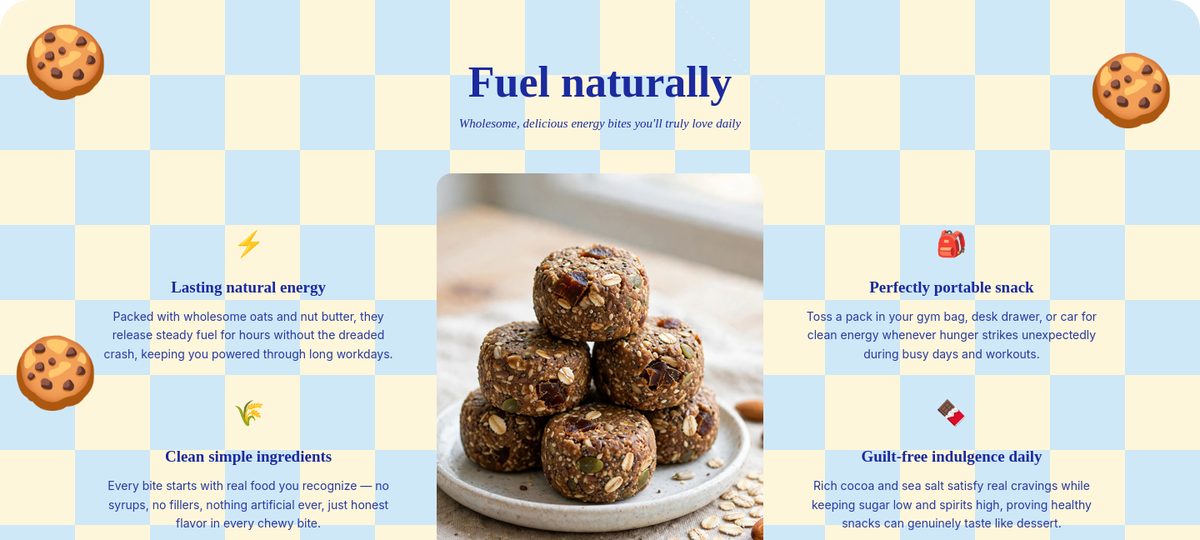 Fuel naturally
Wholesome, delicious energy bites you'll truly love daily
Lasting natural energy
Packed with wholesome oats and nut butter, they
release steady fuel for hours without the dreaded
crash, keeping you powered through long workdays.
Clean simple ingredients
Every bite starts with real food you recognize — no
syrups, no fillers, nothing artificial ever, just honest
flavor in every chewy bite.
Perfectly portable snack
Toss a pack in your gym bag, desk drawer, or car for
clean energy whenever hunger strikes unexpectedly
during busy days and workouts.
Guilt-free indulgence daily
Rich cocoa and sea salt satisfy real cravings while
keeping sugar low and spirits high, proving healthy
snacks can genuinely taste like dessert.